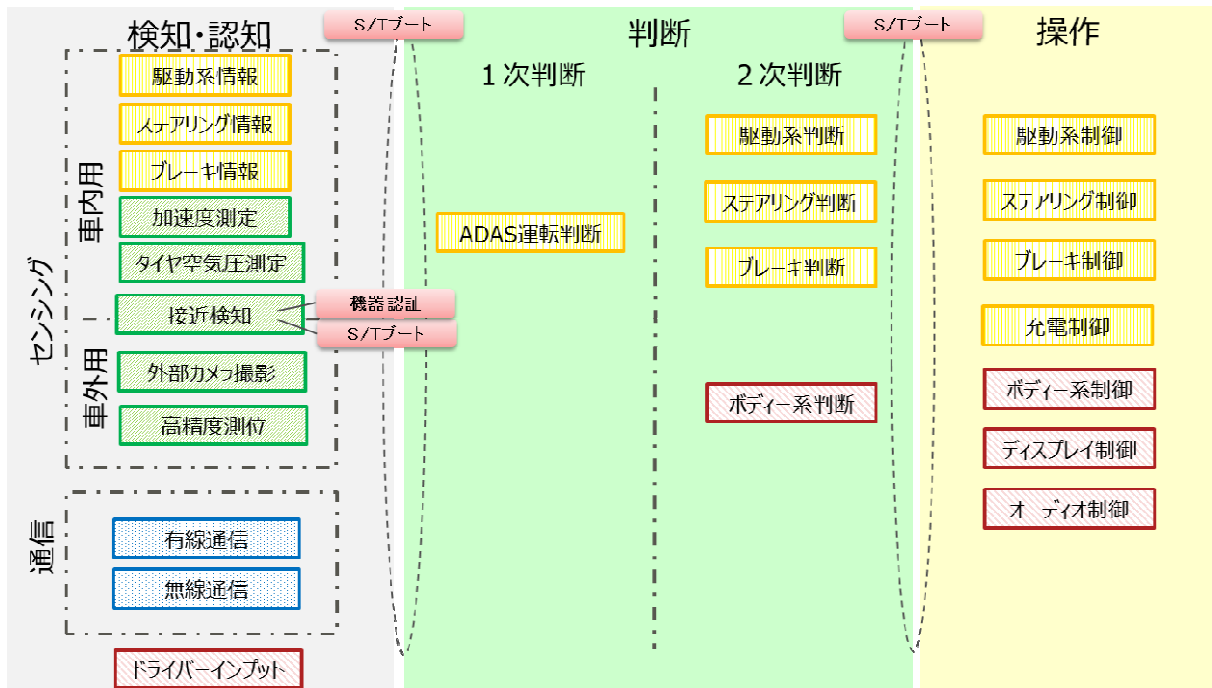 検知・認知
S/Tブート
判断
S/Tブート
操作
1次判断
2次判断
センシング
車内用
駆動系情報
ステアリング情報
ブレーキ情報
加速度測定
タイヤ空気圧測定
接近検知
機器認証
S/Tブート
車外用
外部カメラ撮影
高精度測位
通信
有線通信
無線通信
ドライバーインプット
ADAS運転判断
駆動系判断
ステアリング判断
ブレーキ判断
ボディー系判断
駆動系制御
ステアリング制御
ブレーキ制御
充電制御
ボディー系制御
ディスプレイ制御
オーディオ制御